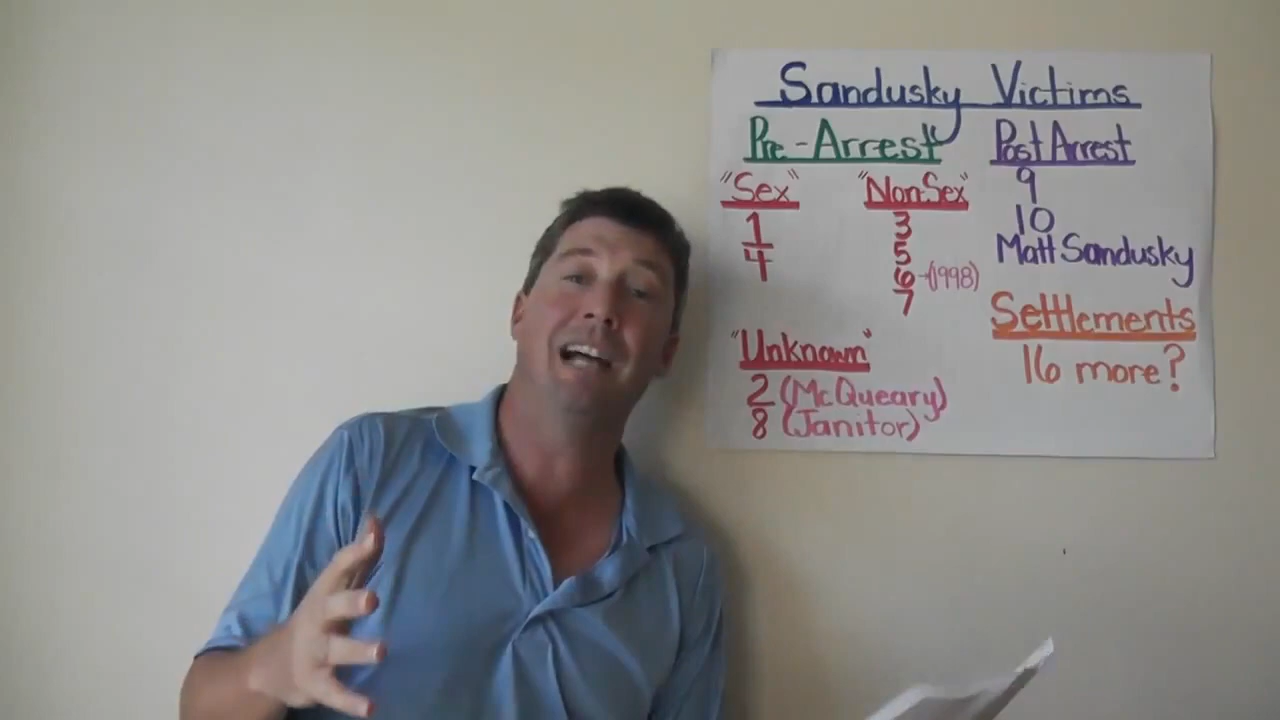 Sandusky Victims
Pre-Arrest
"Sex"
1
4
"Non-Sex"
3
5
6-(1998)
7
"Unknown"
2 (McQueary)
8 (Janitor)
Post Arrest
9
10
Matt Sandusky
Settlements
16 more?